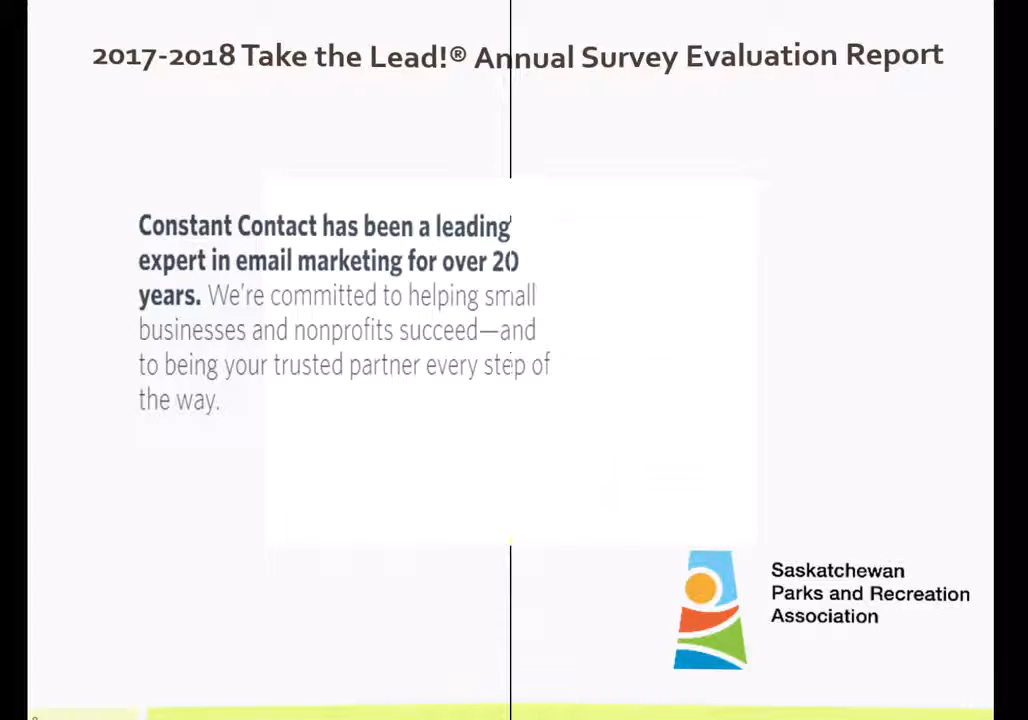 2017-2018 Take the Lead!® Annual Survey Evaluation Report
Constant Contact has been a leading
expert in email marketing for over 20
years. We're committed to helping small
businesses and nonprofits succeed—and
to being your trusted partner every step of
the way.
Saskatchewan
Parks and Recreation
Association